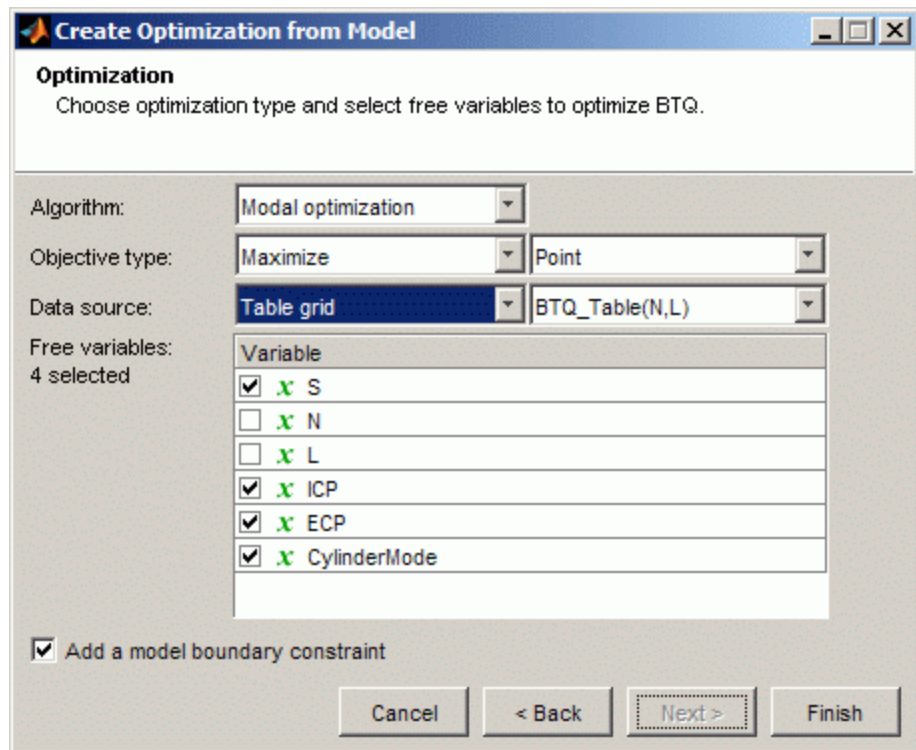 Create Optimization from Model
Optimization
Choose optimization type and select free variables to optimize BTQ.
Algorithm: Modal optimization
Objective type: Maximize Point
Data source: Table grid BTQ_Table(N,L)
Free variables:
4 selected
Variable
x S
x N
x L
x ICP
x ECP
x CylinderMode
Add a model boundary constraint
Cancel < Back Next > Finish